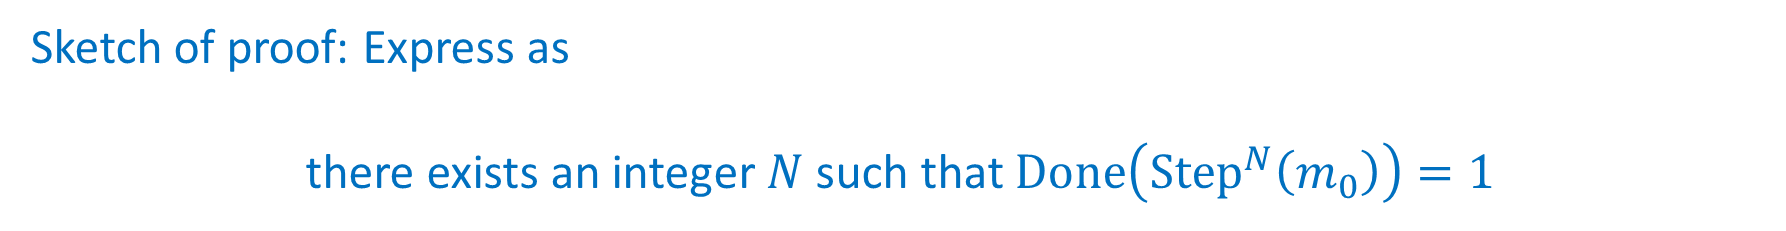 Sketch of proof: Express as
there exists an integer N such that Done(Step^N(m_0)) = 1